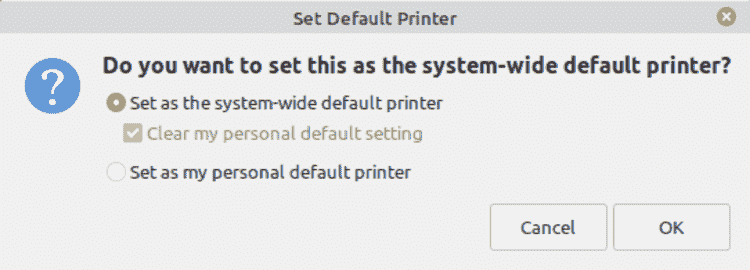 Set Default Printer
Do you want to set this as the system-wide default printer?
Set as the system-wide default printer
Clear my personal default setting
Set as my personal default printer
Cancel OK